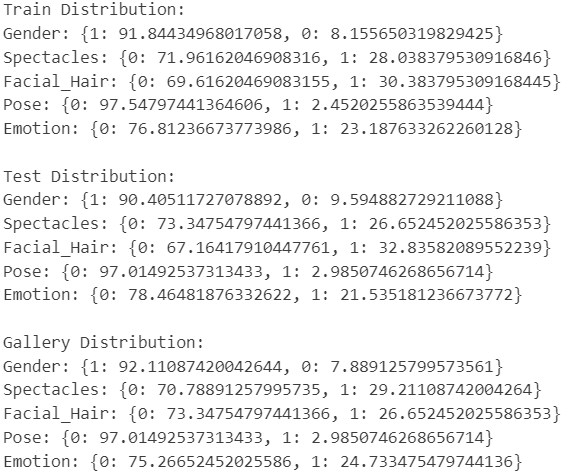 Train Distribution:
Gender: {1: 91.84434968017058, 0: 8.155650319829425}
Spectacles: {0: 71.96162046908316, 1: 28.038379530916846}
Facial_Hair: {0: 69.61620469083155, 1: 30.383795309168445}
Pose: {0: 97.54797441364606, 1: 2.4520255863539444}
Emotion: {0: 76.81236673773986, 1: 23.187633262260128}

Test Distribution:
Gender: {1: 90.40511727078892, 0: 9.594882729211088}
Spectacles: {0: 73.34754797441366, 1: 26.652452025586353}
Facial_Hair: {0: 67.16417910447761, 1: 32.83582089552239}
Pose: {0: 97.01492537313433, 1: 2.9850746268656714}
Emotion: {0: 78.46481876332622, 1: 21.535181236673772}

Gallery Distribution:
Gender: {1: 92.11087420042644, 0: 7.889125799573561}
Spectacles: {0: 70.78891257995735, 1: 29.21108742004264}
Facial_Hair: {0: 73.34754797441366, 1: 26.652452025586353}
Pose: {0: 97.01492537313433, 1: 2.9850746268656714}
Emotion: {0: 75.26652452025586, 1: 24.733475479744136}